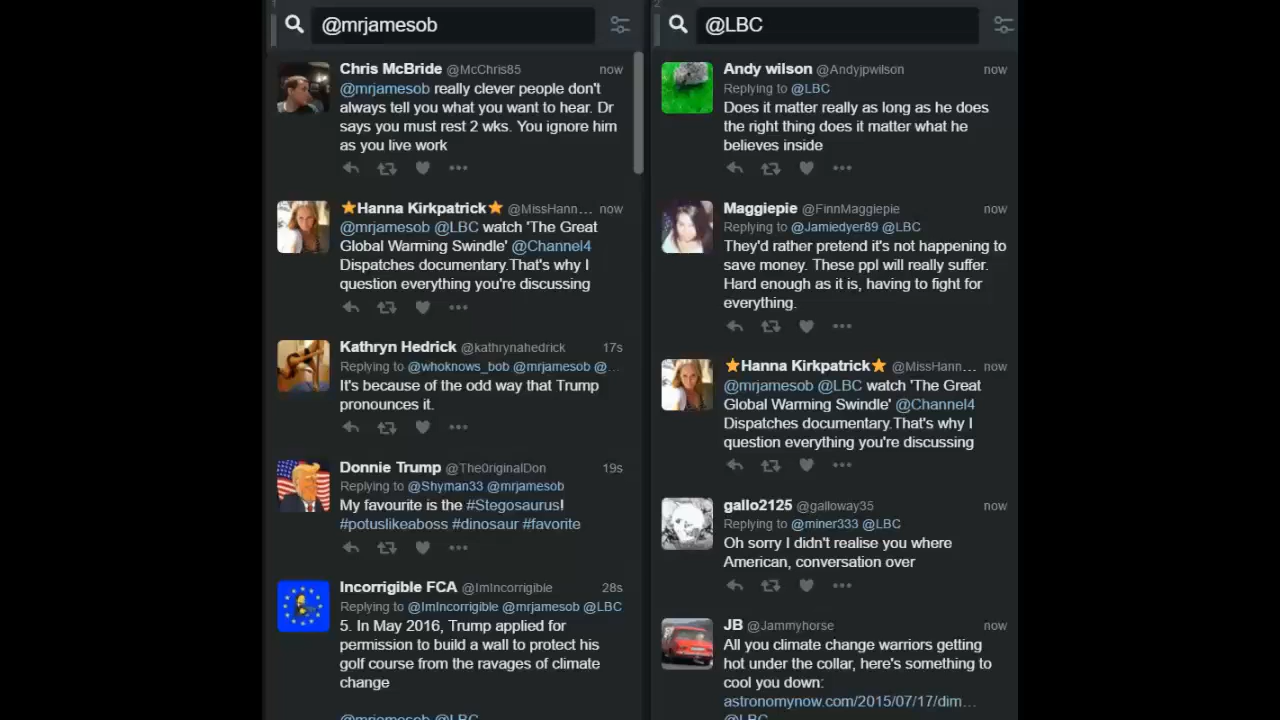 1
@mrjamesob
Chris McBride @McChris85 now
@mrjamesob really clever people don't
always tell you what you want to hear. Dr
says you must rest 2 wks. You ignore him
as you live work
⭐Hanna Kirkpatrick⭐ @MissHann... now
@mrjamesob @LBC watch 'The Great
Global Warming Swindle' @Channel4
Dispatches documentary.That's why I
question everything you're discussing
Kathryn Hedrick @kathrynahedrick 17s
Replying to @whoknows_bob @mrjamesob @...
It's because of the odd way that Trump
pronounces it.
Donnie Trump @The0riginalDon 19s
Replying to @Shyman33 @mrjamesob
My favourite is the #Stegosaurus!
#potuslikeaboss #dinosaur #favorite
Incorrigible FCA @ImIncorrigible 28s
Replying to @ImIncorrigible @mrjamesob @LBC
5. In May 2016, Trump applied for
permission to build a wall to protect his
golf course from the ravages of climate
change
@mrjamesob @LBC
2
@LBC
Andy wilson @Andyjpwilson now
Replying to @LBC
Does it matter really as long as he does
the right thing does it matter what he
believes inside
Maggiepie @FinnMaggiepie now
Replying to @Jamiedyer89 @LBC
They'd rather pretend it's not happening to
save money. These ppl will really suffer.
Hard enough as it is, having to fight for
everything.
⭐Hanna Kirkpatrick⭐ @MissHann... now
@mrjamesob @LBC watch 'The Great
Global Warming Swindle' @Channel4
Dispatches documentary.That's why I
question everything you're discussing
gallo2125 @galloway35 now
Replying to @miner333 @LBC
Oh sorry I didn't realise you where
American, conversation over
JB @Jammyhorse now
All you climate change warriors getting
hot under the collar, here's something to
cool you down:
astronomynow.com/2015/07/17/dim...
@LBC